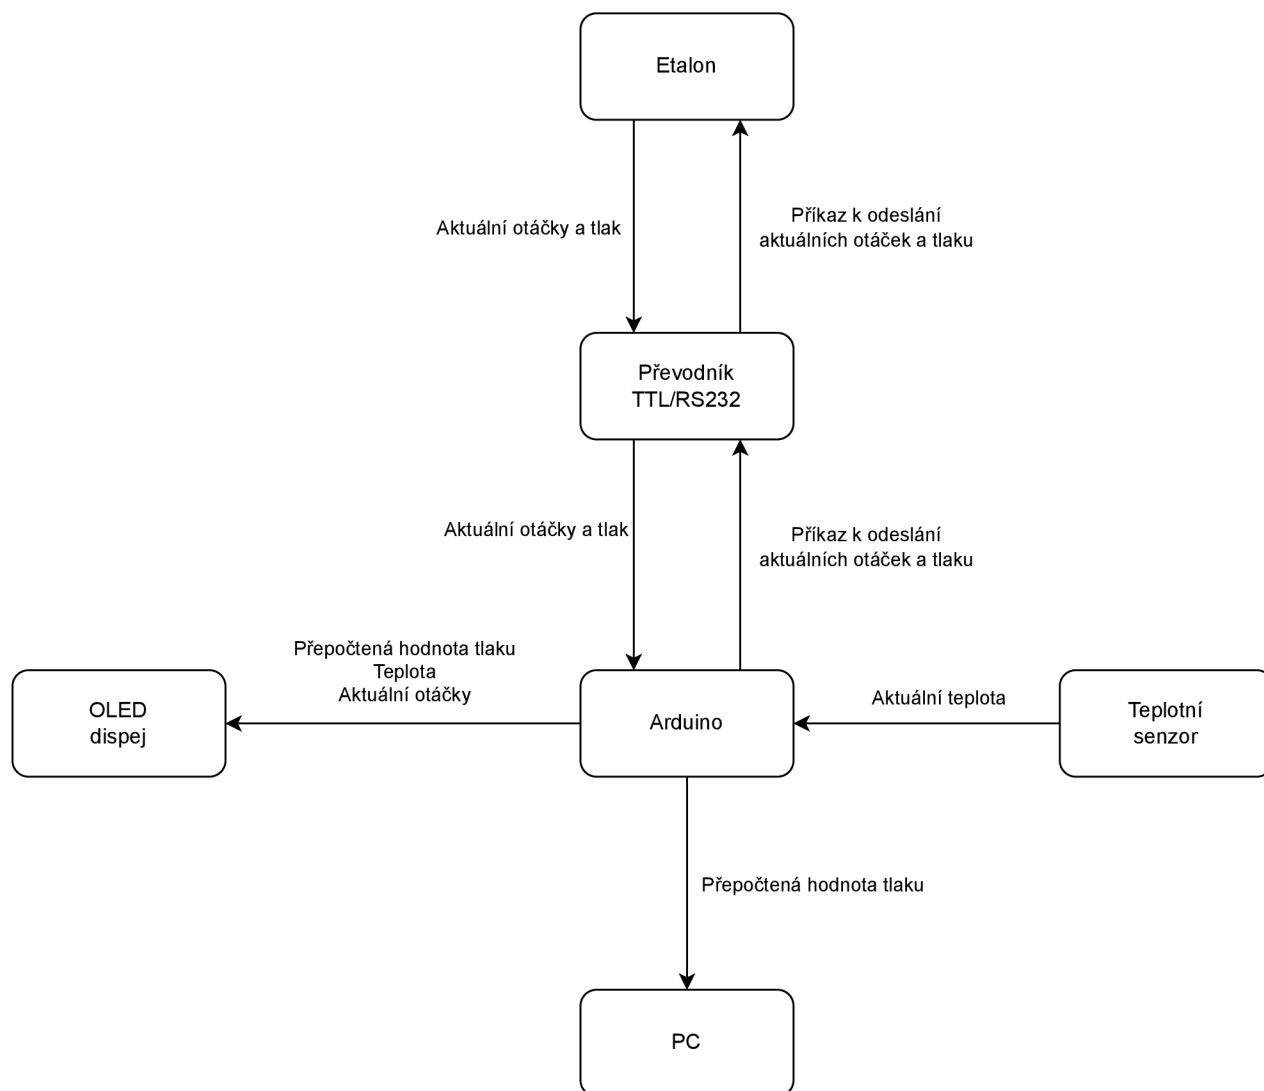 Etalon
Aktuální otáčky a tlak
Příkaz k odeslání
aktuálních otáček a tlaku
Převodník
TTL/RS232
Aktuální otáčky a tlak
Příkaz k odeslání
aktuálních otáček a tlaku
Přepočtená hodnota tlaku
Teplota
Aktuální otáčky
OLED
dispej
Arduino
Aktuální teplota
Teplotní
senzor
Přepočtená hodnota tlaku
PC